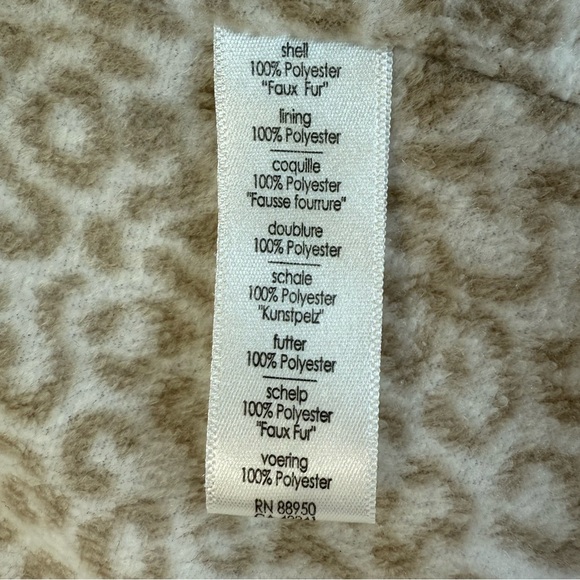 shell
100% Polyester
"Faux Fur"
lining
100% Polyester
coquille
100% Polyester
"Fausse fourrure"
doublure
100% Polyester
schale
100% Polyester
"Kunstpelz"
futter
100% Polyester
schelp
100% Polyester
"Faux Fur"
voering
100% Polyester
RN 88950